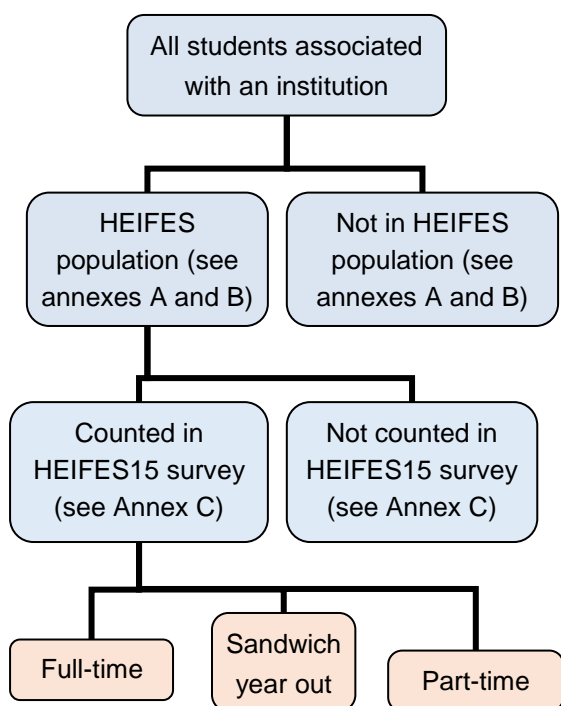 All students associated
with an institution
HEIFES
population (see
annexes A and B)
Not in HEIFES
population (see
annexes A and B)
Counted in
HEIFES15 survey
(see Annex C)
Not counted in
HEIFES15 survey
(see Annex C)
Full-time
Sandwich
year out
Part-time